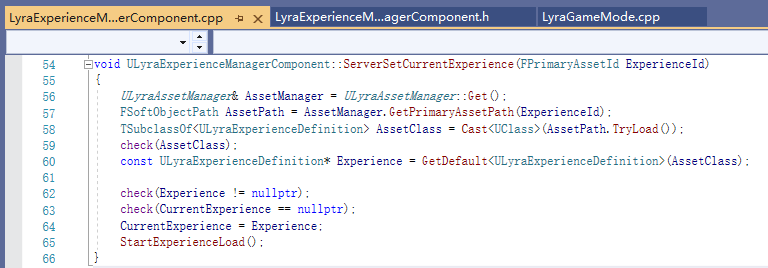 LyraExperienceM...erComponent.cpp
LyraExperienceM...agerComponent.h
LyraGameMode.cpp
54 void ULyraExperienceManagerComponent::ServerSetCurrentExperience(FPrimaryAssetId ExperienceId)
55 {
56 ULyraAssetManager& AssetManager = ULyraAssetManager::Get();
57 FSoftObjectPath AssetPath = AssetManager.GetPrimaryAssetPath(ExperienceId);
58 TSubclassOf<ULyraExperienceDefinition> AssetClass = Cast<UClass>(AssetPath.TryLoad());
59 check(AssetClass);
60 const ULyraExperienceDefinition* Experience = GetDefault<ULyraExperienceDefinition>(AssetClass);
61
62 check(Experience != nullptr);
63 check(CurrentExperience == nullptr);
64 CurrentExperience = Experience;
65 StartExperienceLoad();
66 }